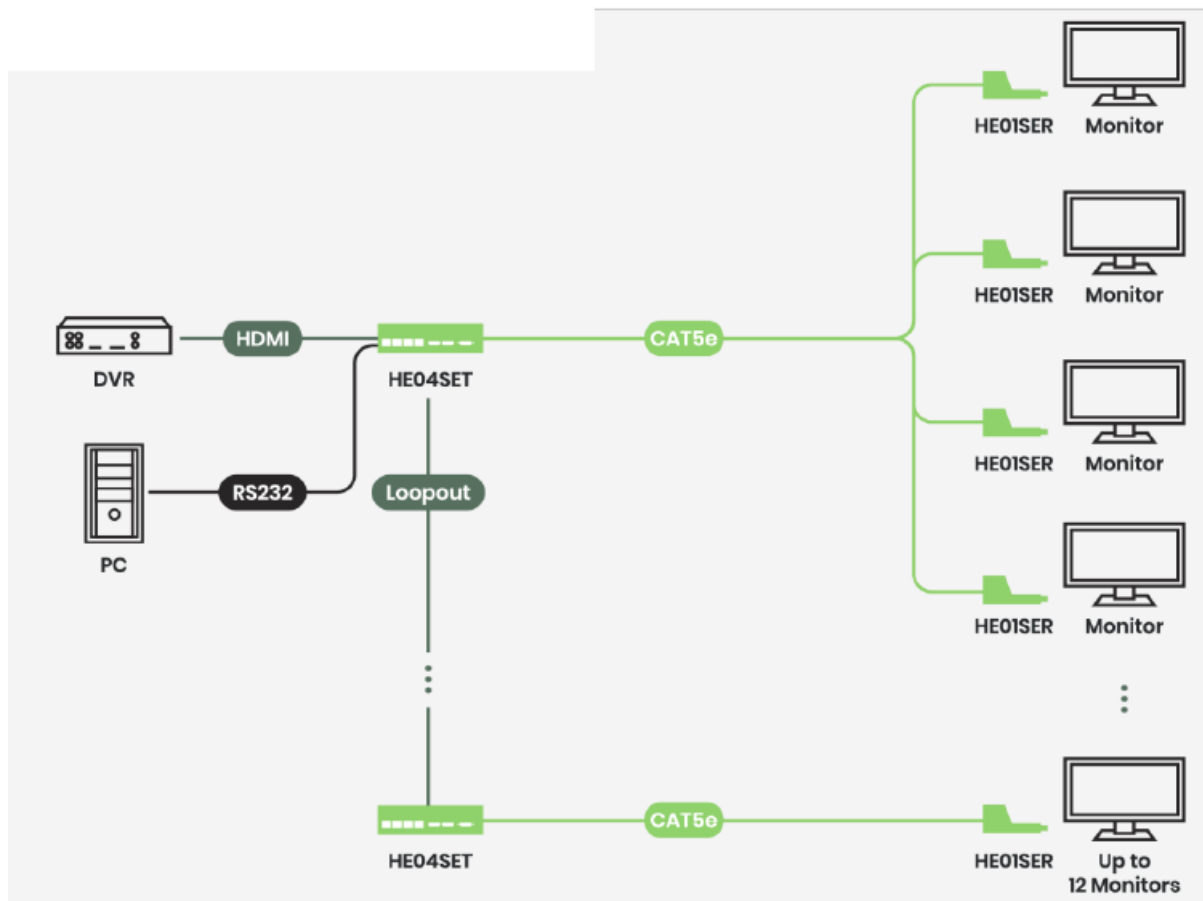 HE01SER Monitor
HE01SER Monitor
HDMI
CAT5e
DVR
HE04SET
HE01SER Monitor
RS232
Loopout
PC
HE01SER Monitor
CAT5e
HE04SET
HE01SER
Up to
12 Monitors